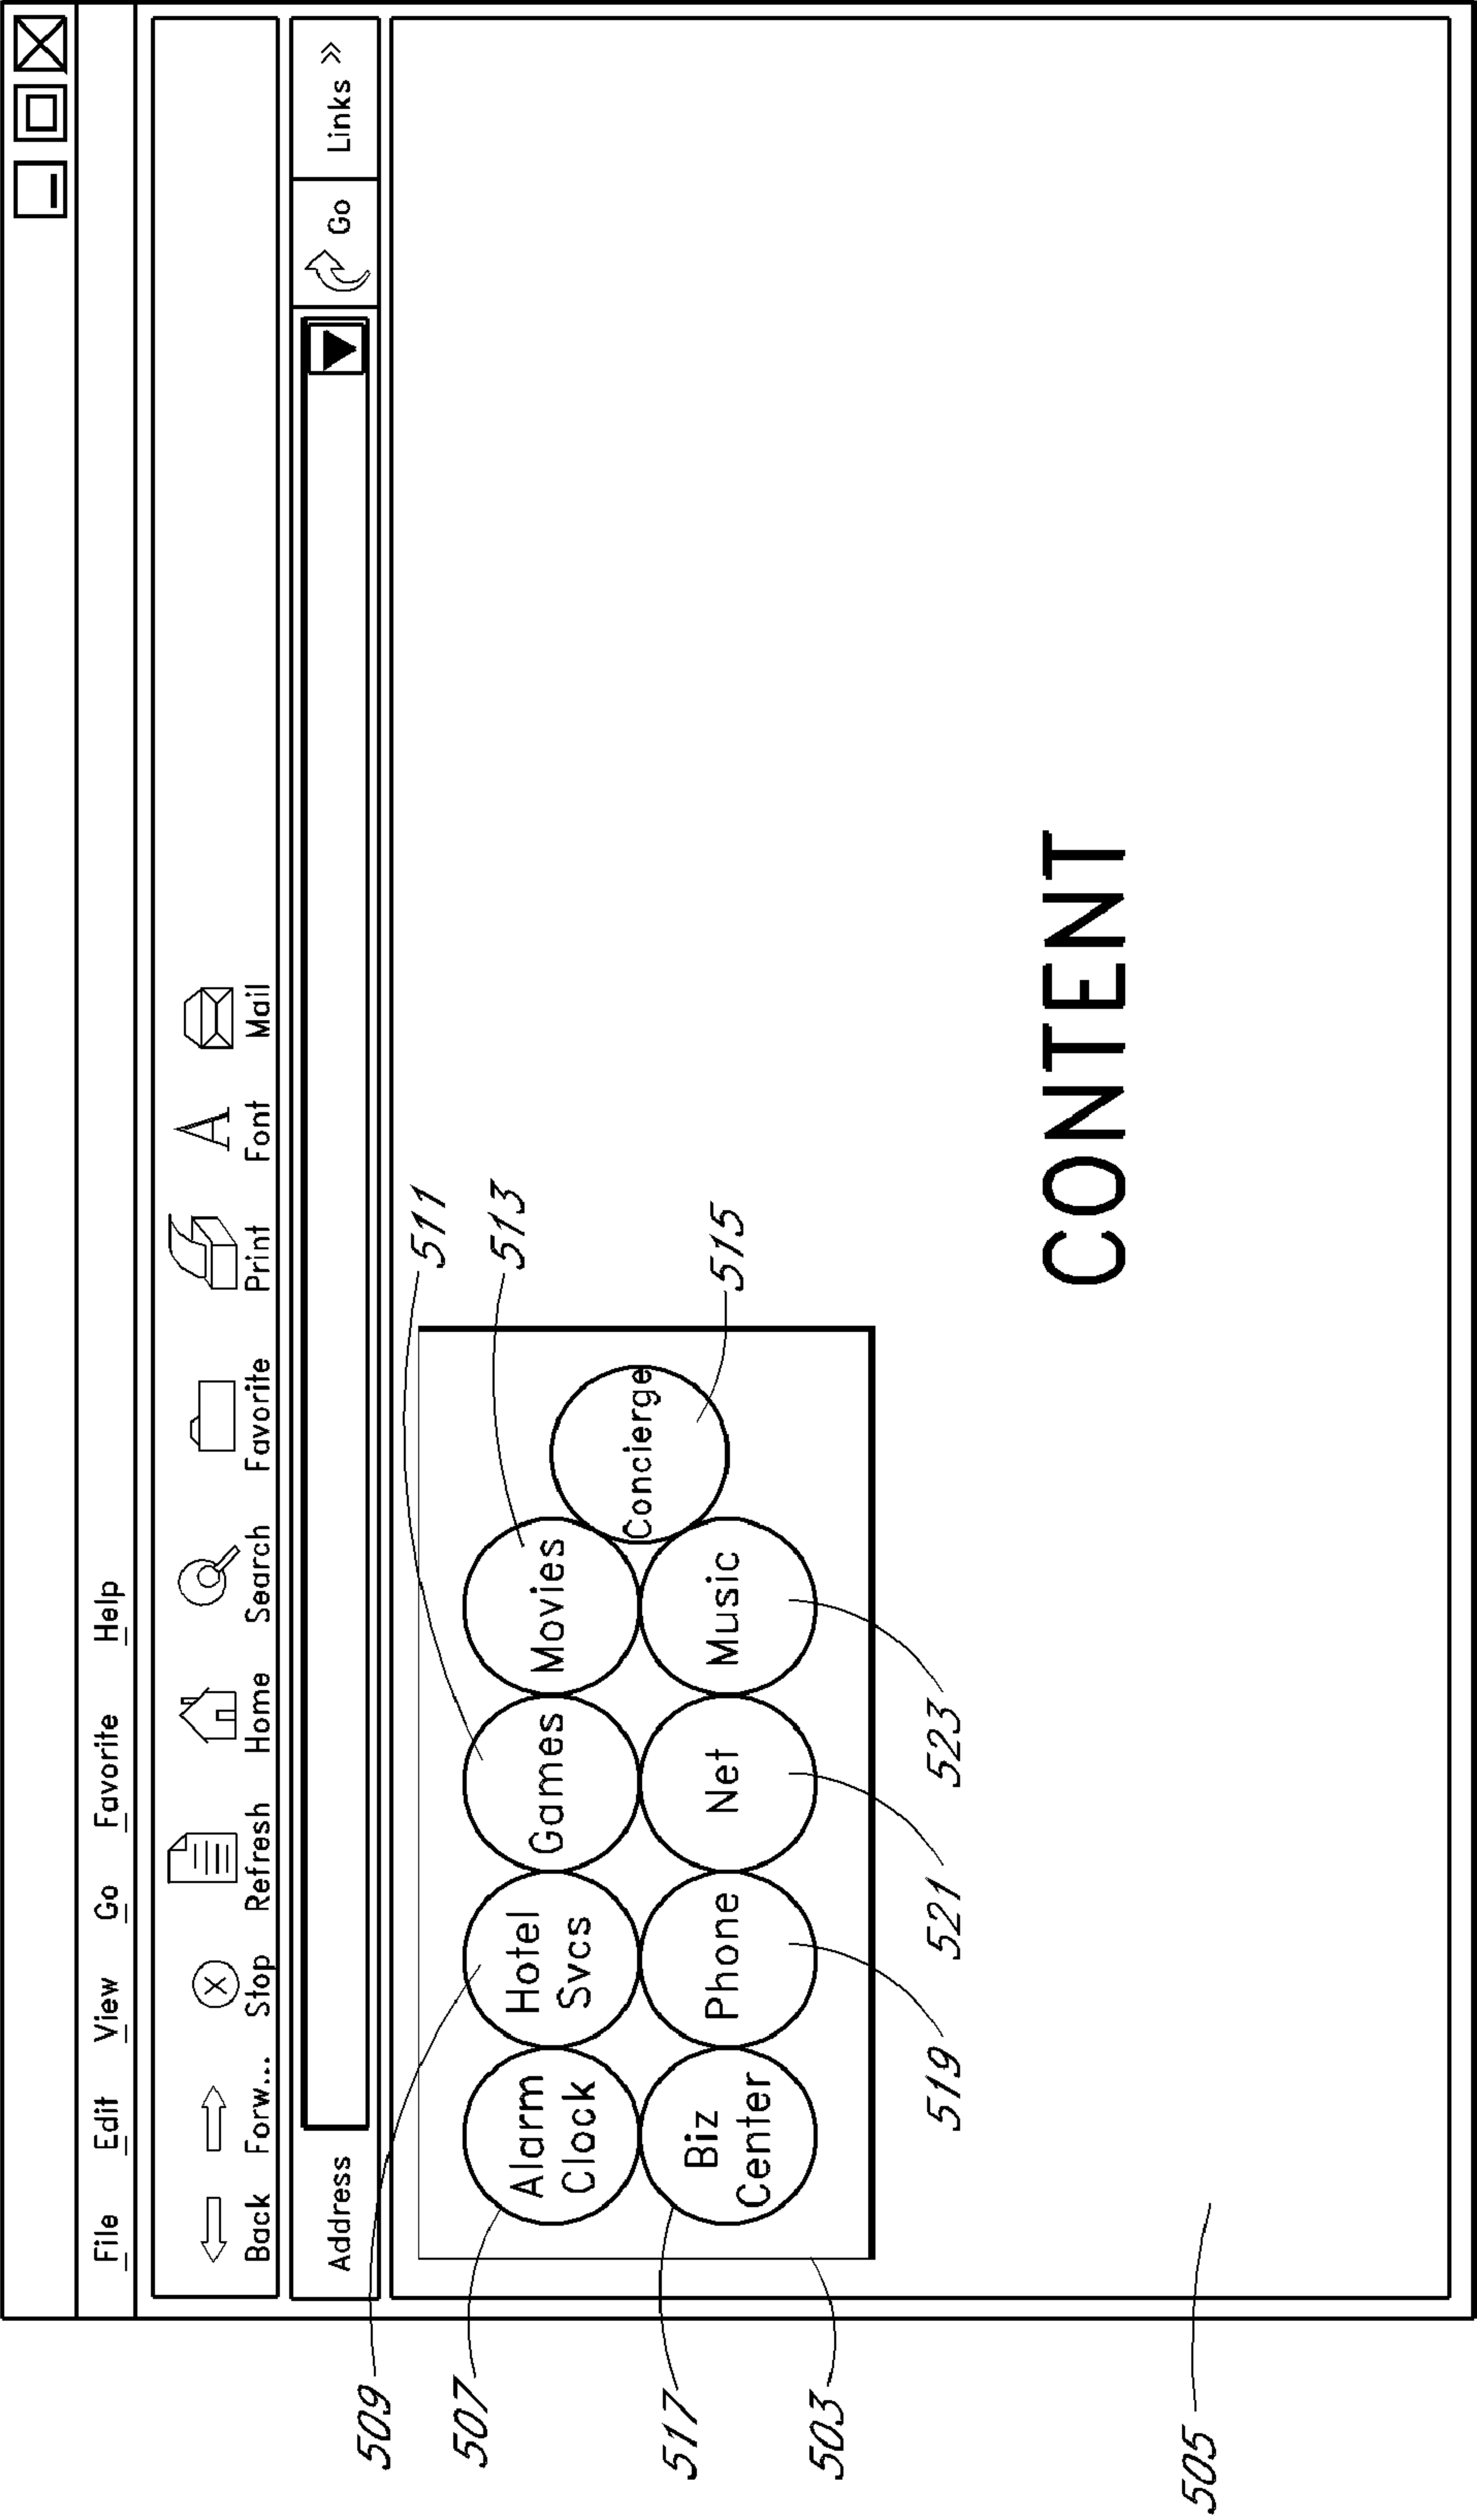 File Edit View Go Favorite Help
Back Forw... Stop Refresh Home Search Favorite Print Font Mail
Address Go Links »
509
507
517
503
505
511
513
515
Alarm
Clock
Hotel
Svcs
Games
Movies
Concierge
Biz
Center
Phone
Net
Music
519
521
523
CONTENT